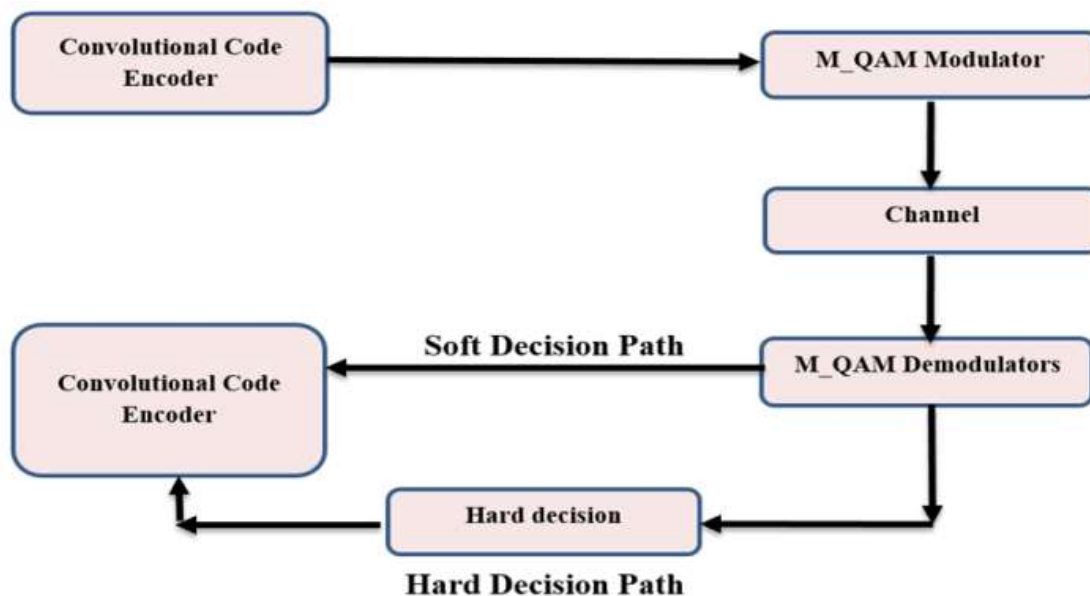 Convolutional Code
Encoder
M_QAM Modulator
Channel
Soft Decision Path
M_QAM Demodulators
Convolutional Code
Encoder
Hard decision
Hard Decision Path